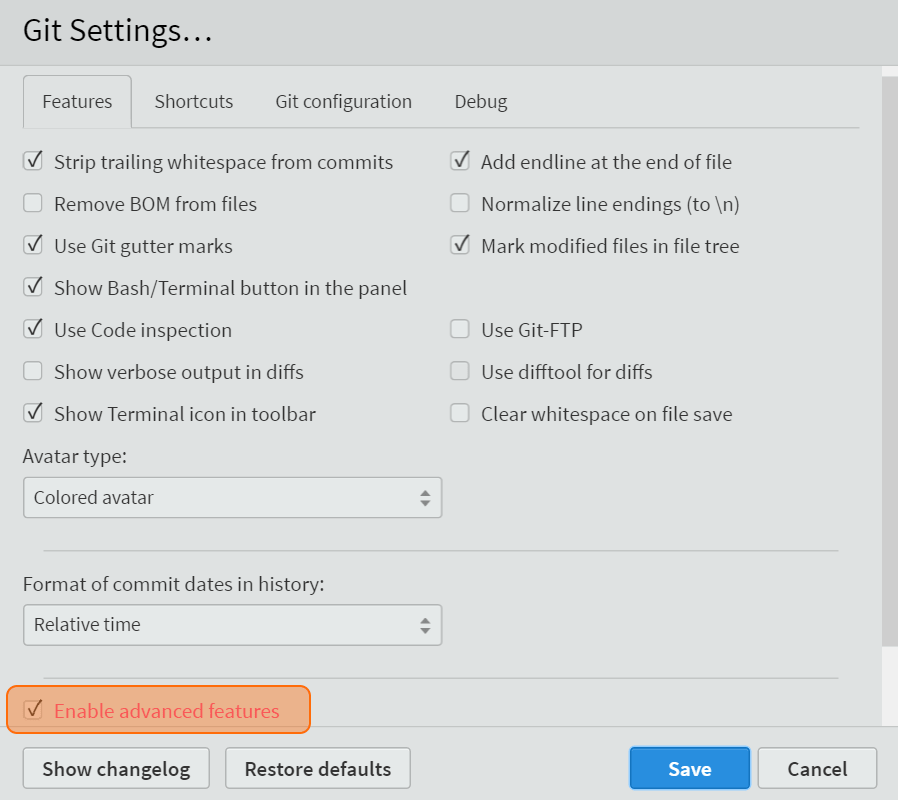 Git Settings...
Features Shortcuts Git configuration Debug
Strip trailing whitespace from commits Add endline at the end of file
Remove BOM from files Normalize line endings (to \n)
Use Git gutter marks Mark modified files in file tree
Show Bash/Terminal button in the panel
Use Code inspection Use Git-FTP
Show verbose output in diffs Use difftool for diffs
Show Terminal icon in toolbar Clear whitespace on file save
Avatar type:
Colored avatar
Format of commit dates in history:
Relative time
Enable advanced features
Show changelog Restore defaults Save Cancel